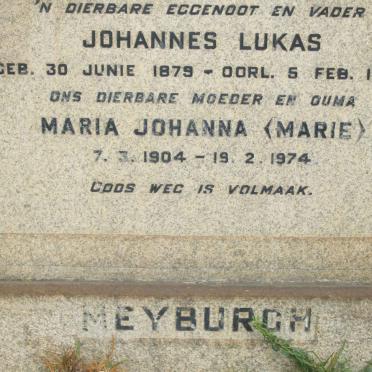 'N DIERBARE EGGENOOT EN VADER
JOHANNES LUKAS
GEB. 30 JUNIE 1879 - OORL. 5 FEB. 1
ONS DIERBARE MOEDER EN OUMA
MARIA JOHANNA (MARIE)
7. 3. 1904 - 19. 2. 1974
GODS WEG IS VOLMAAK.
MEYBURGH